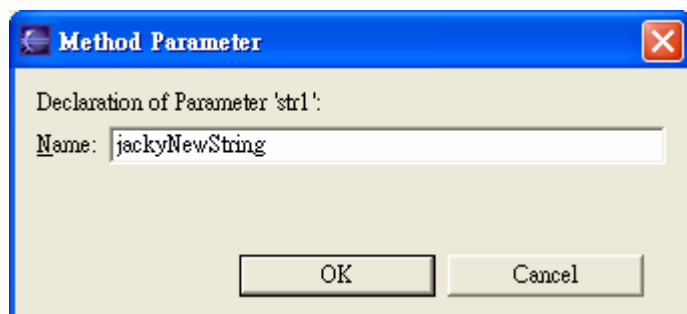 Method Parameter
Declaration of Parameter 'str1':
Name: jackyNewString
OK Cancel